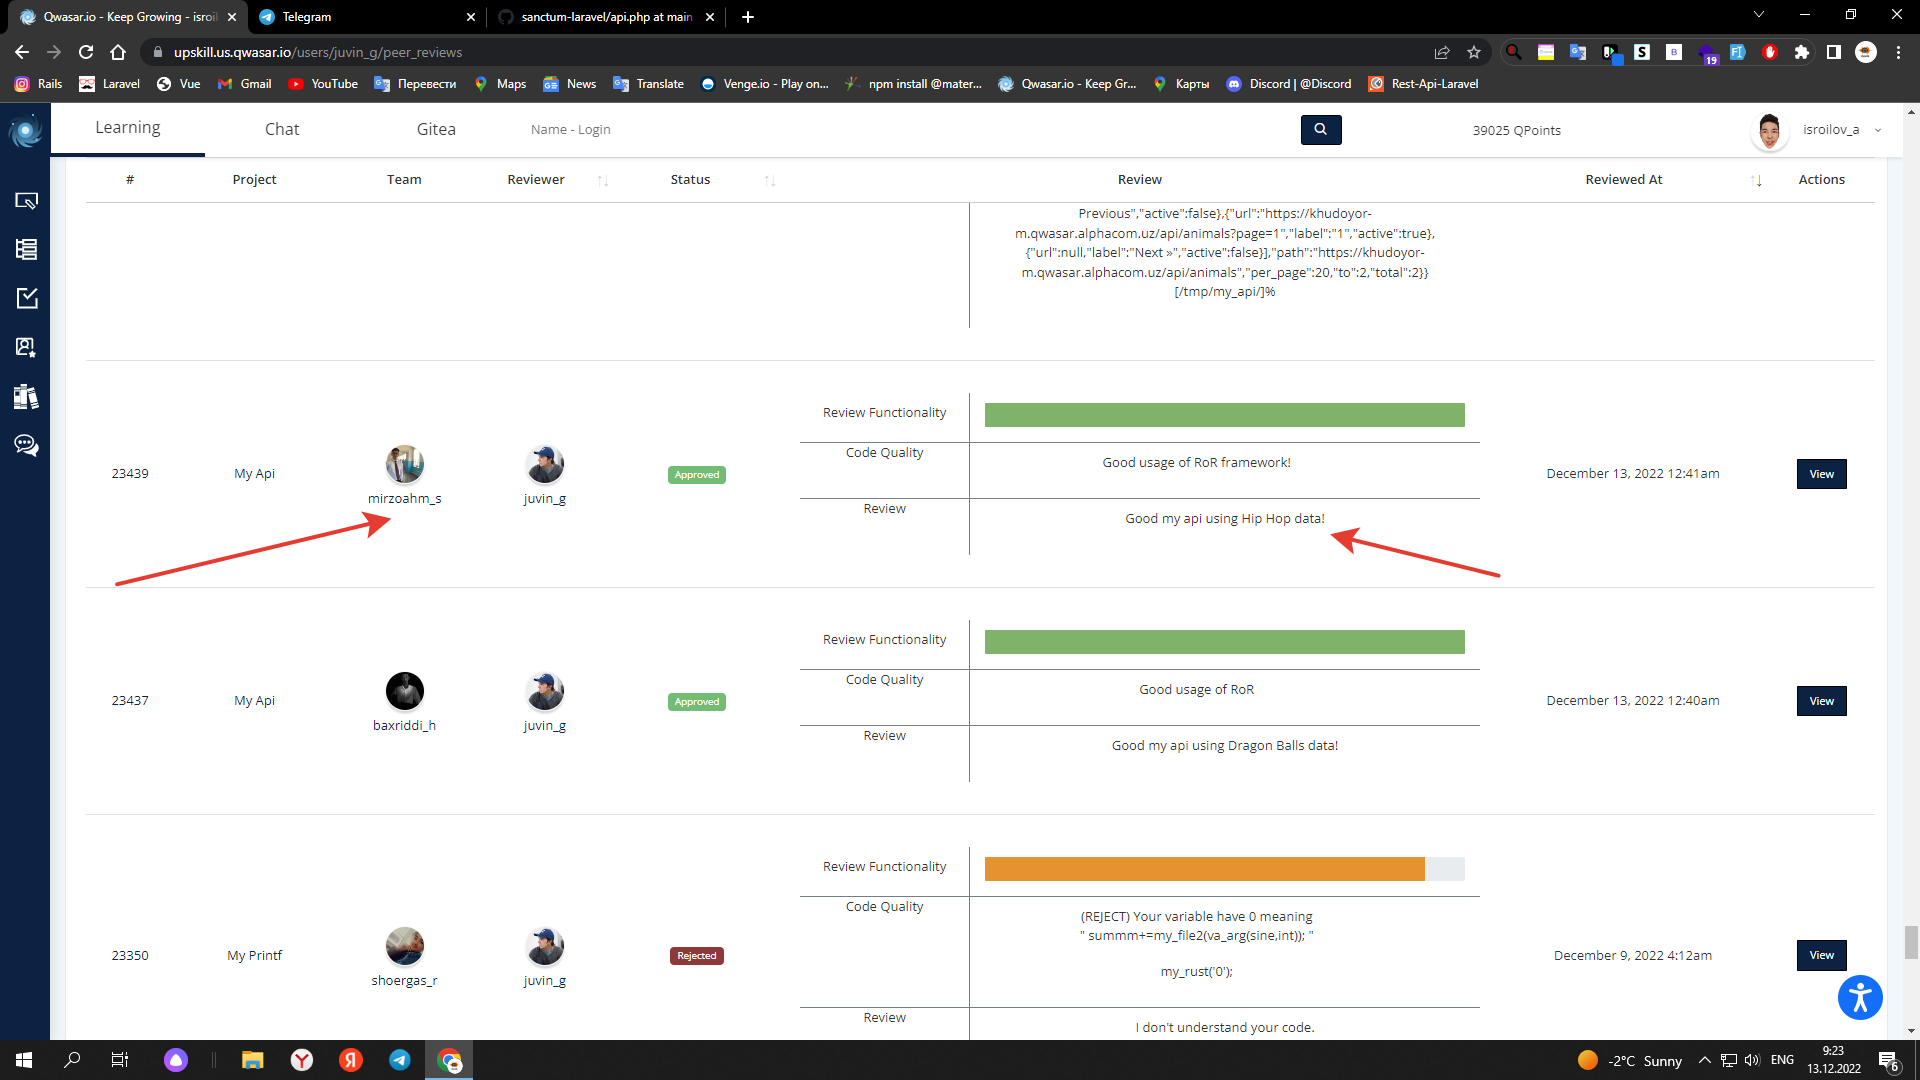 Qwasar.io - Keep Growing - isroil
Telegram
sanctum-laravel/api.php at main
upskill.us.qwasar.io/users/juvin_g/peer_reviews
19
Rails
Laravel
Vue
Gmail
YouTube
Перевести
Maps
News
Translate
Venge.io - Play on...
npm install @mater...
Qwasar.io - Keep Gr...
Карты
Discord | @Discord
Rest-Api-Laravel
Learning
Chat
Gitea
Name - Login
39025 QPoints
isroilov_a
#
Project
Team
Reviewer
Status
Review
Reviewed At
Actions
Previous","active":false},{"url":"https://khudoyor-
m.qwasar.alphacom.uz/api/animals?page=1","label":"1","active":true},
{"url":null,"label":"Next »","active":false}],"path":"https://khudoyor-
m.qwasar.alphacom.uz/api/animals","per_page":20,"to":2,"total":2}}
[/tmp/my_api/]%
23439
My Api
mirzoahm_s
juvin_g
Approved
Review Functionality
Code Quality
Good usage of RoR framework!
Review
Good my api using Hip Hop data!
December 13, 2022 12:41am
View
23437
My Api
baxriddi_h
juvin_g
Approved
Review Functionality
Code Quality
Good usage of RoR
Review
Good my api using Dragon Balls data!
December 13, 2022 12:40am
View
23350
My Printf
shoergas_r
juvin_g
Rejected
Review Functionality
Code Quality
(REJECT) Your variable have 0 meaning
" summm+=my_file2(va_arg(sine,int)); "
my_rust('0');
Review
I don't understand your code.
December 9, 2022 4:12am
View
-2°C Sunny
ENG
9:23
13.12.2022
6